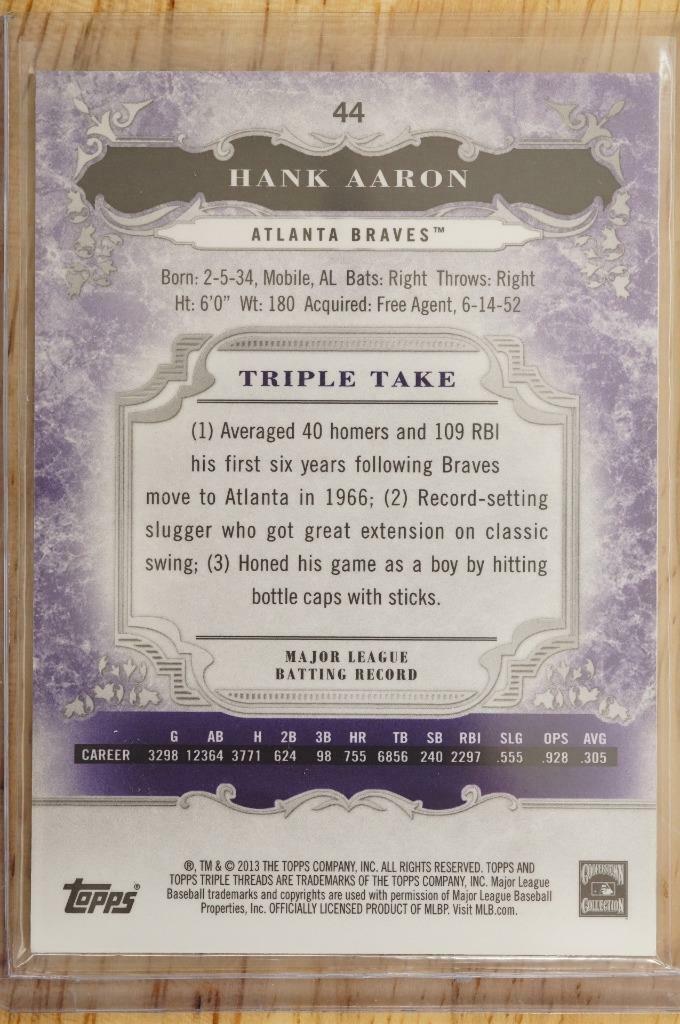 44
HANK AARON
ATLANTA BRAVES™
Born: 2-5-34, Mobile, AL Bats: Right Throws: Right
Ht: 6'0" Wt: 180 Acquired: Free Agent, 6-14-52
TRIPLE TAKE
(1) Averaged 40 homers and 109 RBI
his first six years following Braves
move to Atlanta in 1966; (2) Record-setting
slugger who got great extension on classic
swing; (3) Honed his game as a boy by hitting
bottle caps with sticks.
MAJOR LEAGUE
BATTING RECORD
G AB H 2B 3B HR TB SB RBI SLG OPS AVG
CAREER 3298 12364 3771 624 98 755 6856 240 2297 .555 .928 .305
®, TM & © 2013 THE TOPPS COMPANY, INC. ALL RIGHTS RESERVED. TOPPS AND
TOPPS TRIPLE THREADS ARE TRADEMARKS OF THE TOPPS COMPANY, INC. Major League
Baseball trademarks and copyrights are used with permission of Major League Baseball
Properties, Inc. OFFICIALLY LICENSED PRODUCT OF MLBP. Visit MLB.com.
topps®
COOPERSTOWN
COLLECTION